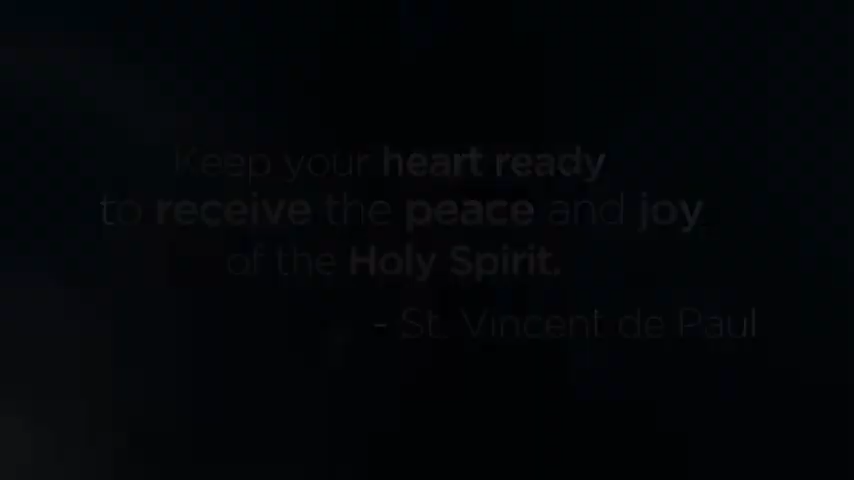 Keep your heart ready
to receive the peace and joy
of the Holy Spirit.
- St. Vincent de Paul